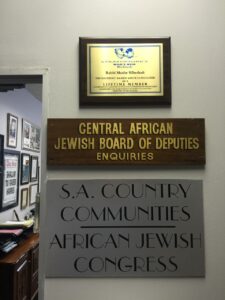 Rabbi Moshe Silberhaft
LIFETIME MEMBER
CENTRAL AFRICAN
JEWISH BOARD OF DEPUTIES
ENQUIRIES
S.A. COUNTRY
COMMUNITIES
AFRICAN JEWISH
CONGRESS